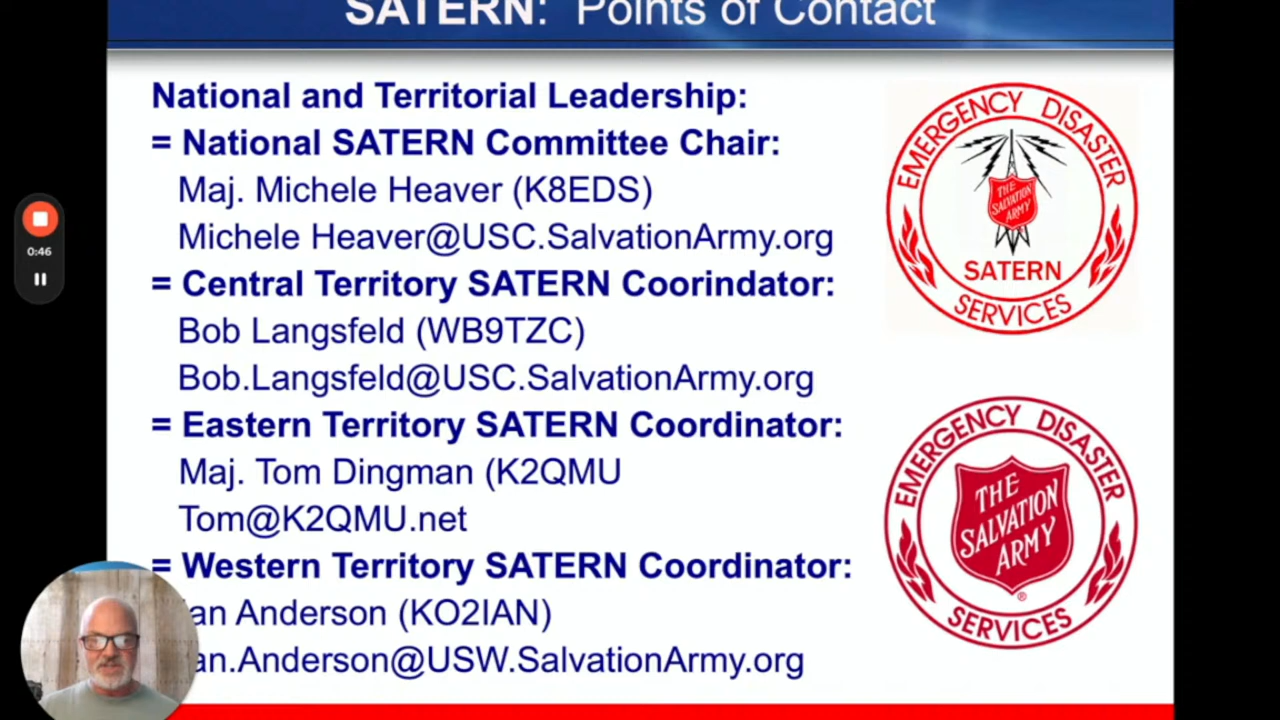 SATERN: Points of Contact
National and Territorial Leadership:
= National SATERN Committee Chair:
Maj. Michele Heaver (K8EDS)
Michele Heaver@USC.SalvationArmy.org
= Central Territory SATERN Coorindator:
Bob Langsfeld (WB9TZC)
Bob.Langsfeld@USC.SalvationArmy.org
= Eastern Territory SATERN Coordinator:
Maj. Tom Dingman (K2QMU
Tom@K2QMU.net
= Western Territory SATERN Coordinator:
an Anderson (KO2IAN)
an.Anderson@USW.SalvationArmy.org
EMERGENCY DISASTER
THE
SALVATION
ARMY
SATERN
SERVICES
EMERGENCY DISASTER
THE
SALVATION
ARMY
®
SERVICES
0:46